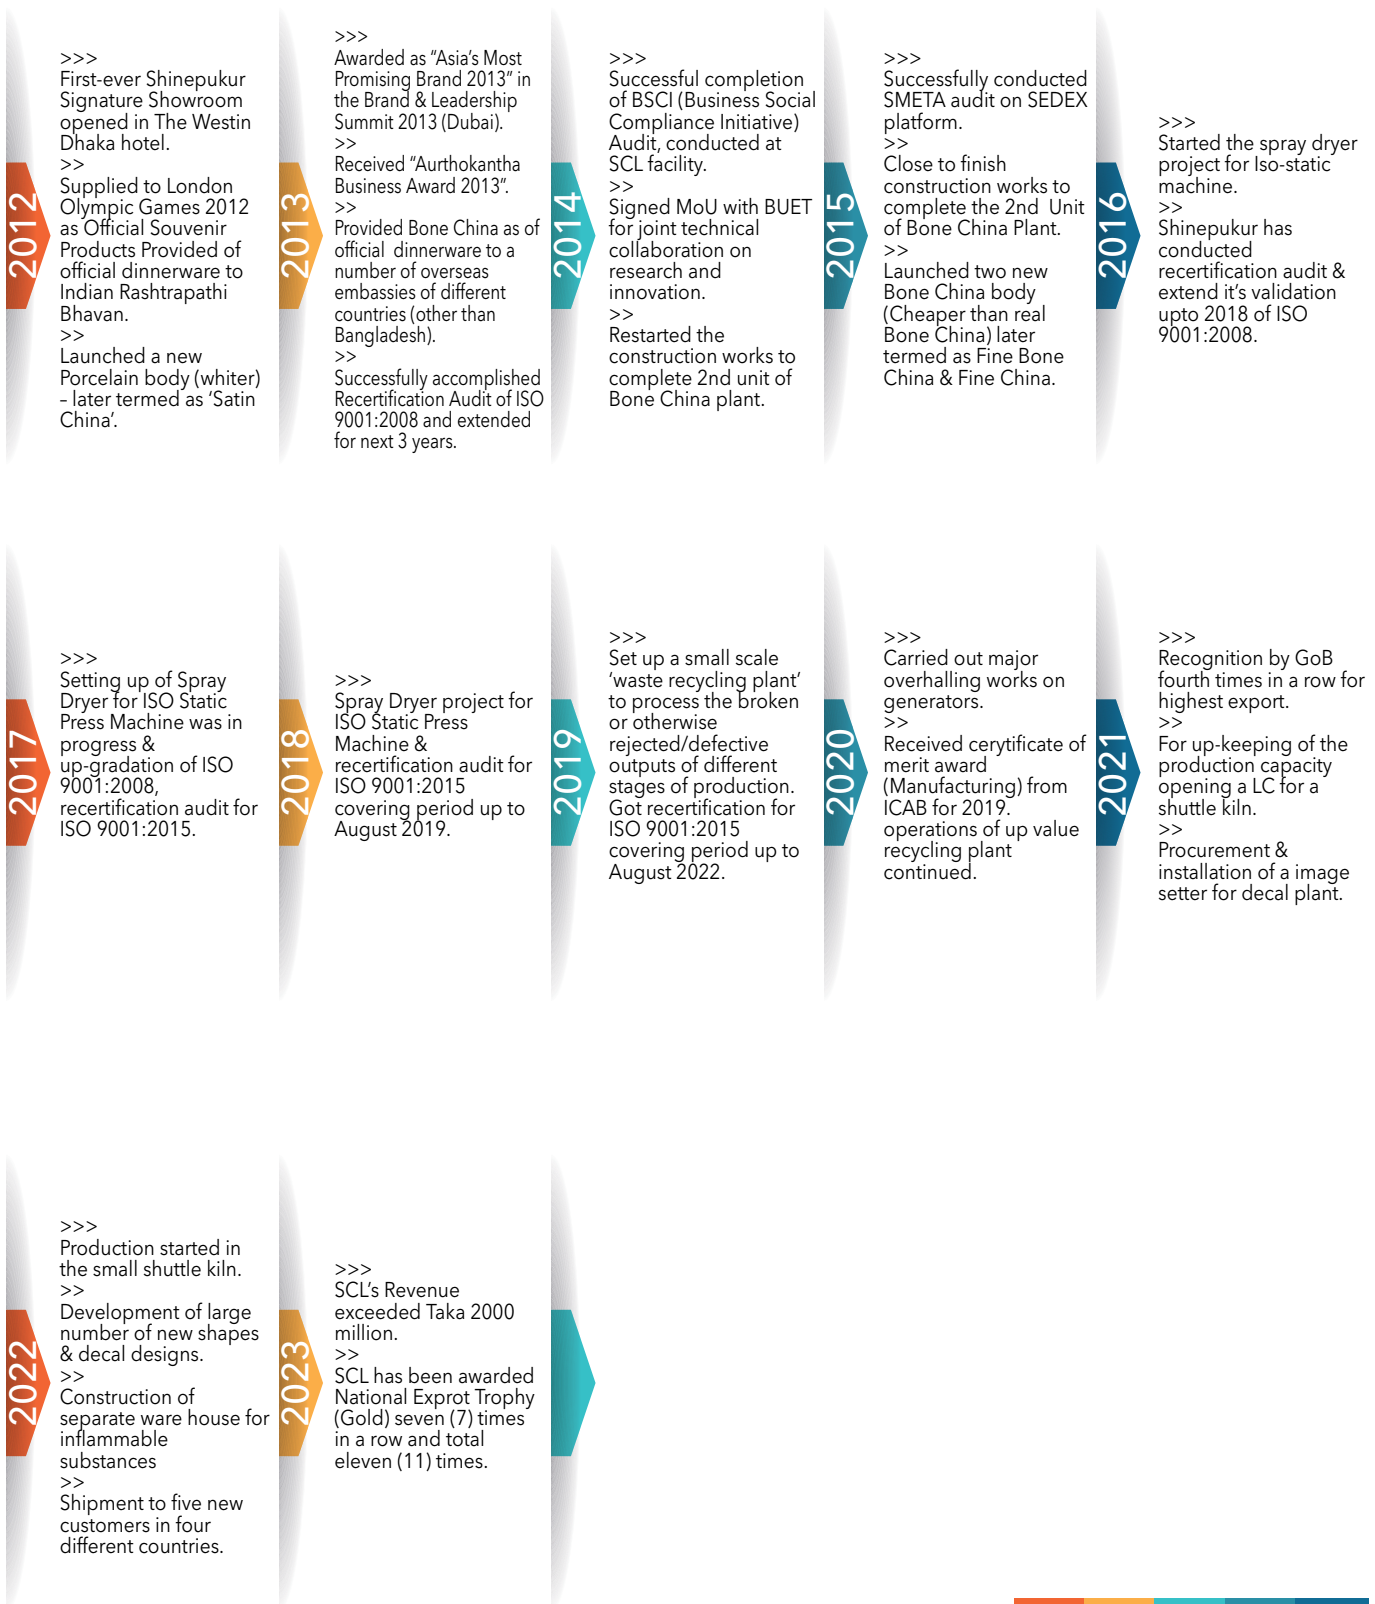 2012
>>>
First-ever Shinepukur
Signature Showroom
opened in The Westin
Dhaka hotel.
>>
Supplied to London
Olympic Games 2012
as Official Souvenir
Products Provided of
official dinnerware to
Indian Rashtrapathi
Bhavan.
>>
Launched a new
Porcelain body (whiter)
– later termed as ‘Satin
China’.
2013
>>>
Awarded as “Asia’s Most
Promising Brand 2013” in
the Brand & Leadership
Summit 2013 (Dubai).
>>
Received “Aurthokantha
Business Award 2013”.
>>
Provided Bone China as of
official dinnerware to a
number of overseas
embassies of different
countries (other than
Bangladesh).
>>
Successfully accomplished
Recertification Audit of ISO
9001:2008 and extended
for next 3 years.
2014
>>>
Successful completion
of BSCI (Business Social
Compliance Initiative)
Audit, conducted at
SCL facility.
>>
Signed MoU with BUET
for joint technical
collaboration on
research and
innovation.
>>
Restarted the
construction works to
complete 2nd unit of
Bone China plant.
2015
>>>
Successfully conducted
SMETA audit on SEDEX
platform.
>>
Close to finish
construction works to
complete the 2nd Unit
of Bone China Plant.
>>
Launched two new
Bone China body
(Cheaper than real
Bone China) later
termed as Fine Bone
China & Fine China.
2016
>>>
Started the spray dryer
project for Iso-static
machine.
>>
Shinepukur has
conducted
recertification audit &
extend it’s validation
upto 2018 of ISO
9001:2008.
2017
>>>
Setting up of Spray
Dryer for ISO Static
Press Machine was in
progress &
up-gradation of ISO
9001:2008,
recertification audit for
ISO 9001:2015.
2018
>>>
Spray Dryer project for
ISO Static Press
Machine &
recertification audit for
ISO 9001:2015
covering period up to
August 2019.
2019
>>>
Set up a small scale
‘waste recycling plant’
to process the broken
or otherwise
rejected/defective
outputs of different
stages of production.
Got recertification for
ISO 9001:2015
covering period up to
August 2022.
2020
>>>
Carried out major
overhalling works on
generators.
>>
Received cerytificate of
merit award
(Manufacturing) from
ICAB for 2019.
operations of up value
recycling plant
continued.
2021
>>>
Recognition by GoB
fourth times in a row for
highest export.
>>
For up-keeping of the
production capacity
opening a LC for a
shuttle kiln.
>>
Procurement &
installation of a image
setter for decal plant.
2022
>>>
Production started in
the small shuttle kiln.
>>
Development of large
number of new shapes
& decal designs.
>>
Construction of
separate ware house for
inflammable
substances
>>
Shipment to five new
customers in four
different countries.
2023
>>>
SCL’s Revenue
exceeded Taka 2000
million.
>>
SCL has been awarded
National Exprot Trophy
(Gold) seven (7) times
in a row and total
eleven (11) times.